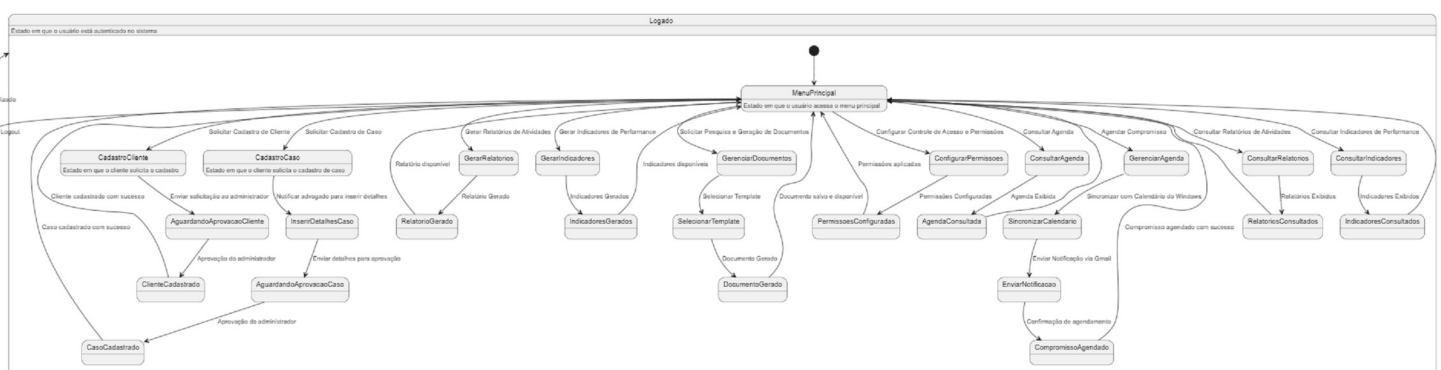 Logado
Estado em que o usuário está autenticado no sistema
MenuPrincipal
Estado em que o usuário acessa o menu principal
Logout
Solicitar Cadastro de Cliente
Solicitar Cadastro de Caso
Gerar Relatórios de Atividades
Gerar Indicadores de Performance
Solicitar Pesquisa e Geração de Documentos
Configurar Controle de Acesso e Permissões
Consultar Agenda
Agendar Compromisso
Consultar Relatórios de Atividades
Consultar Indicadores de Performance
CadastroCliente
Estado em que o cliente solicita o cadastro
CadastroCaso
Estado em que o cliente solicita o cadastro de caso
Relatório disponível
GerarRelatorios
GerarIndicadores
Indicadores disponíveis
GerenciarDocumentos
Permissões aplicadas
ConfigurarPermissoes
ConsultarAgenda
GerenciarAgenda
ConsultarRelatorios
ConsultarIndicadores
Cliente cadastrado com sucesso
Enviar solicitação ao administrador
Notificar advogado para inserir detalhes
Relatório Gerado
Indicadores Gerados
Selecionar Template
Documento salvo e disponível
Permissões Configuradas
Agenda Exibida
Sincronizar com Calendário do Windows
Relatórios Exibidos
Indicadores Exibidos
Caso cadastrado com sucesso
AguardandoAprovacaoCliente
InserirDetalhesCaso
RelatorioGerado
IndicadoresGerados
SelecionarTemplate
PermissoesConfiguradas
AgendaConsultada
SincronizarCalendario
Compromisso agendado com sucesso
RelatoriosConsultados
IndicadoresConsultados
Aprovação do administrador
Enviar detalhes para aprovação
Documento Gerado
Enviar Notificação via Gmail
ClienteCadastrado
AguardandoAprovacaoCaso
DocumentoGerado
EnviarNotificacao
Aprovação do administrador
Confirmação de agendamento
CasoCadastrado
CompromissoAgendado